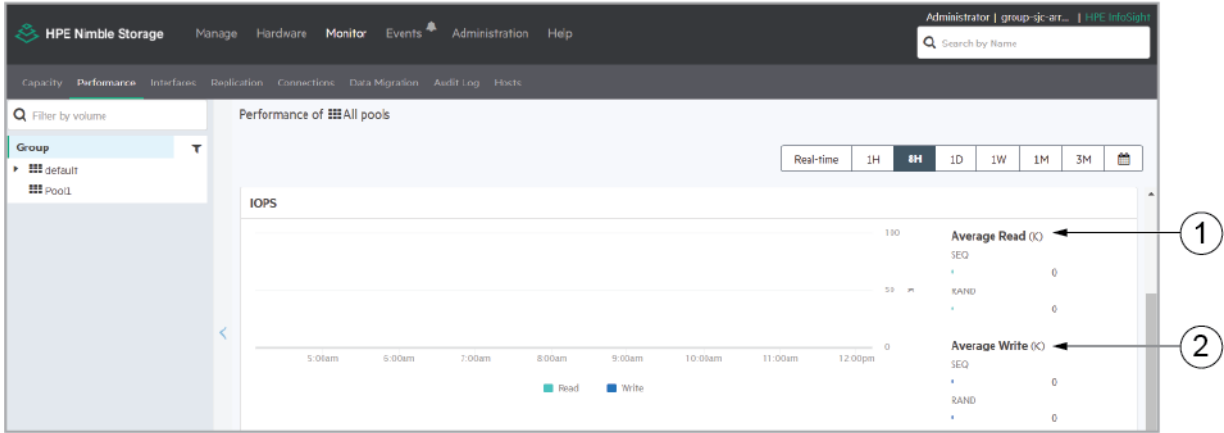 Administrator | group-sjc-arr... | HPE InfoSight
HPE Nimble Storage Manage Hardware Monitor Events Administration Help
Search by Name
Capacity Performance Interfaces Replication Connections Data Migration Audit Log Hosts
Filter by volume
Performance of All pools
Group
default
Pool1
Real-time 1H 8H 1D 1W 1M 3M
IOPS
100
50 K
0
5:00am 6:00am 7:00am 8:00am 9:00am 10:00am 11:00am 12:00pm
Read Write
Average Read (K)
SEQ
0
RAND
0
Average Write (K)
SEQ
0
RAND
0
1
2